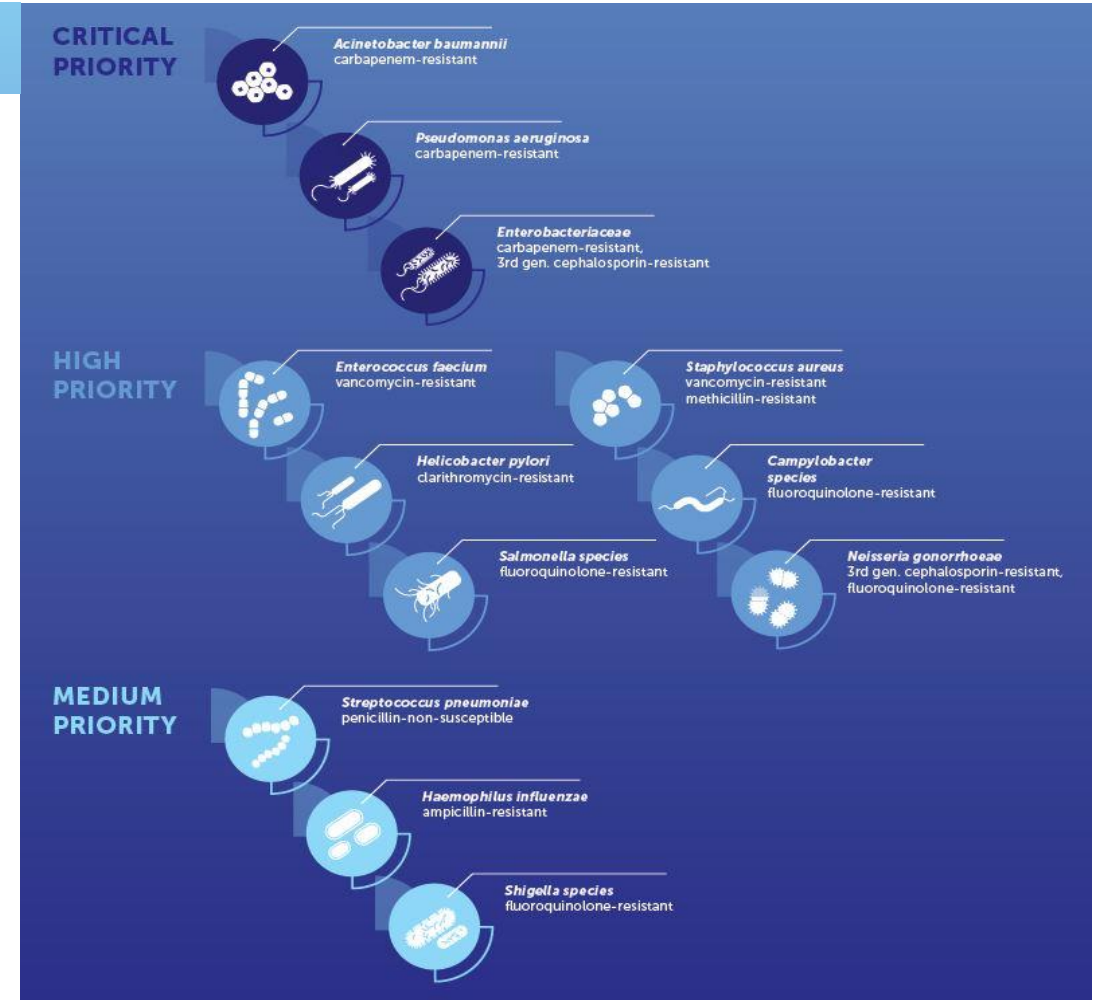 CRITICAL
PRIORITY
Acinetobacter baumannii
carbapenem-resistant
Pseudomonas aeruginosa
carbapenem-resistant
Enterobacteriaceae
carbapenem-resistant,
3rd gen. cephalosporin-resistant
HIGH
PRIORITY
Enterococcus faecium
vancomycin-resistant
Helicobacter pylori
clarithromycin-resistant
Salmonella species
fluoroquinolone-resistant
Staphylococcus aureus
vancomycin-resistant
methicillin-resistant
Campylobacter
species
fluoroquinolone-resistant
Neisseria gonorrhoeae
3rd gen. cephalosporin-resistant,
fluoroquinolone-resistant
MEDIUM
PRIORITY
Streptococcus pneumoniae
penicillin-non-susceptible
Haemophilus influenzae
ampicillin-resistant
Shigella species
fluoroquinolone-resistant